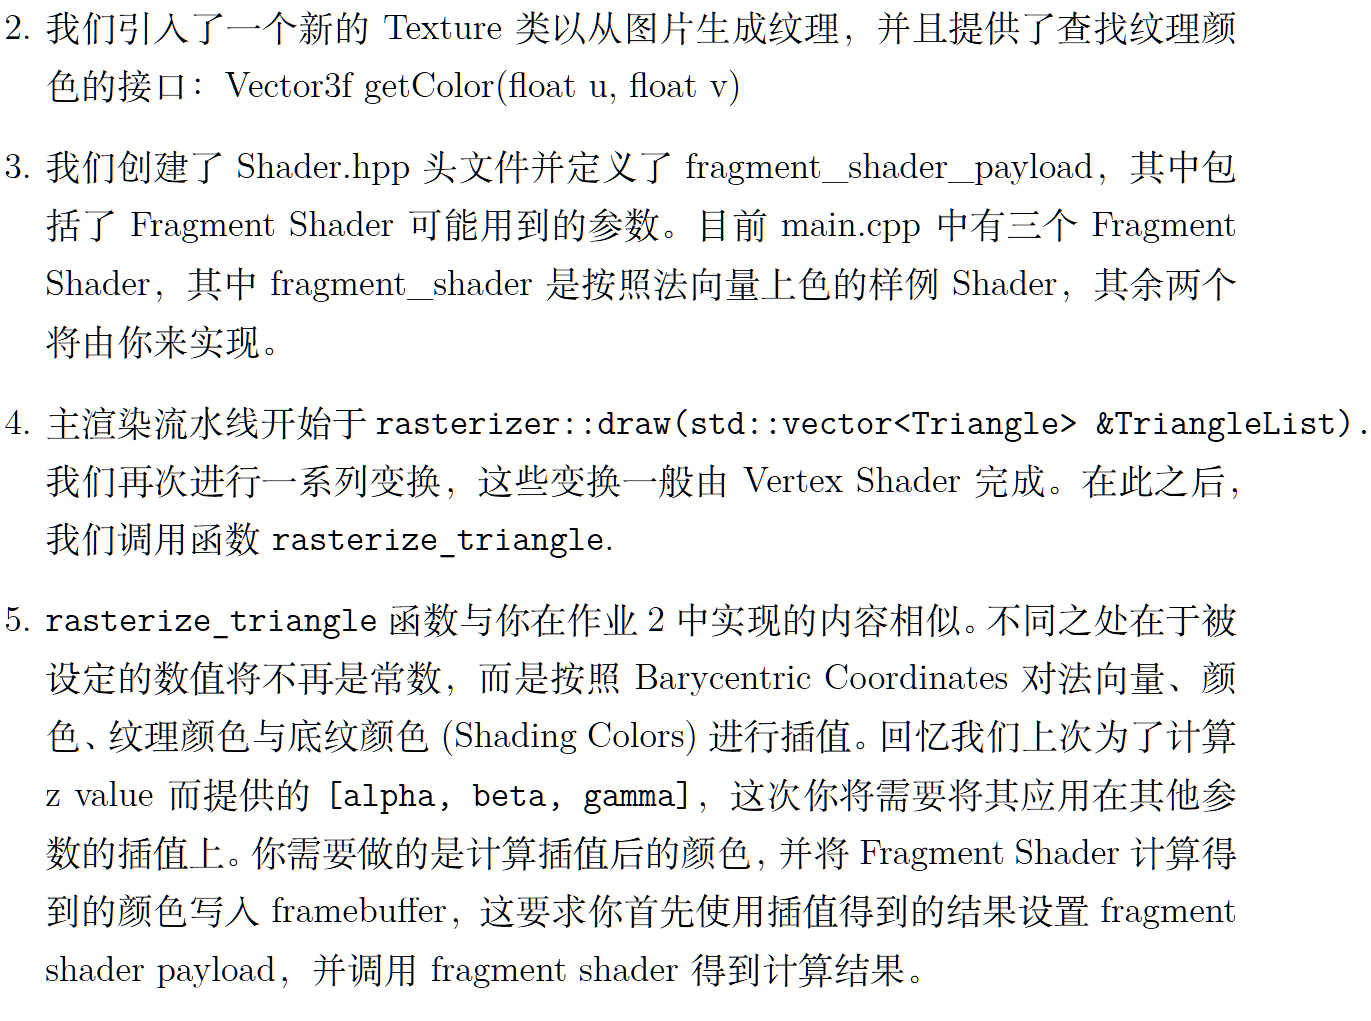 2. 我们引入了一个新的 Texture 类以从图片生成纹理，并且提供了查找纹理颜
色的接口：Vector3f getColor(float u, float v)
3. 我们创建了 Shader.hpp 头文件并定义了 fragment_shader_payload，其中包
括了 Fragment Shader 可能用到的参数。目前 main.cpp 中有三个 Fragment
Shader，其中 fragment_shader 是按照法向量上色的样例 Shader，其余两个
将由你来实现。
4. 主渲染流水线开始于 rasterizer::draw(std::vector<Triangle> &TriangleList).
我们再次进行一系列变换，这些变换一般由 Vertex Shader 完成。在此之后，
我们调用函数 rasterize_triangle.
5. rasterize_triangle 函数与你在作业 2 中实现的内容相似。不同之处在于被
设定的数值将不再是常数，而是按照 Barycentric Coordinates 对法向量、颜
色、纹理颜色与底纹颜色 (Shading Colors) 进行插值。回忆我们上次为了计算
z value 而提供的 [alpha, beta, gamma]，这次你将需要将其应用在其他参
数的插值上。你需要做的是计算插值后的颜色，并将 Fragment Shader 计算得
到的颜色写入 framebuffer，这要求你首先使用插值得到的结果设置 fragment
shader payload，并调用 fragment shader 得到计算结果。